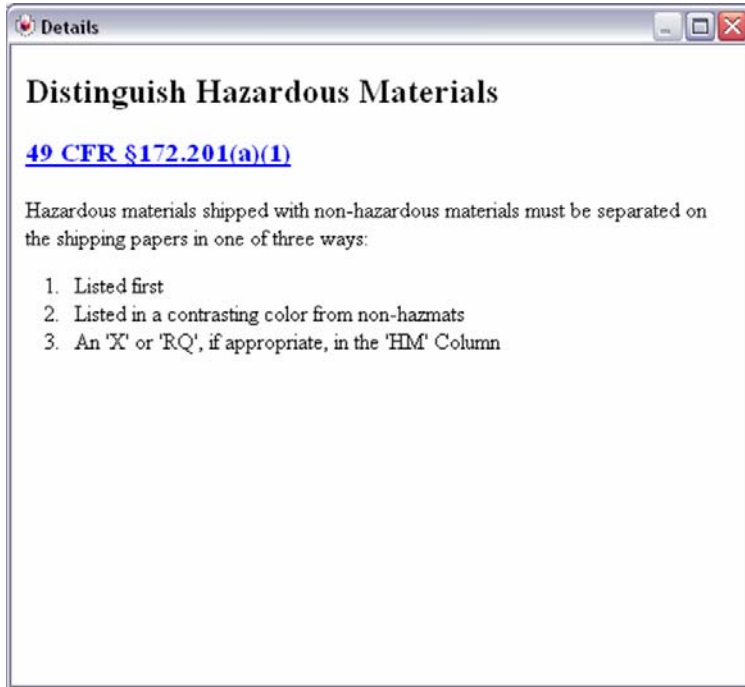 Details
Distinguish Hazardous Materials
49 CFR §172.201(a)(1)
Hazardous materials shipped with non-hazardous materials must be separated on
the shipping papers in one of three ways:
1. Listed first
2. Listed in a contrasting color from non-hazmats
3. An 'X' or 'RQ', if appropriate, in the 'HM' Column